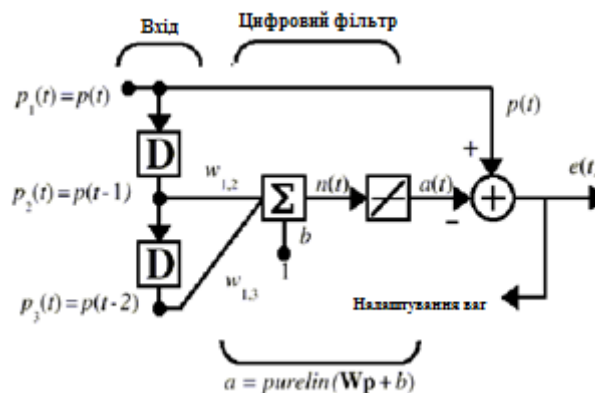 Вхід
Цифровий фільтр
p₁(t)=p(t)
p(t)
D
+
e(t)
w₁,₂
n(t)
a(t)
p₂(t)=p(t-1)
Σ
+
−
b
D
1
w₁,₃
p₃(t)=p(t-2)
Налаштування ваг
a = purelin(Wp + b)